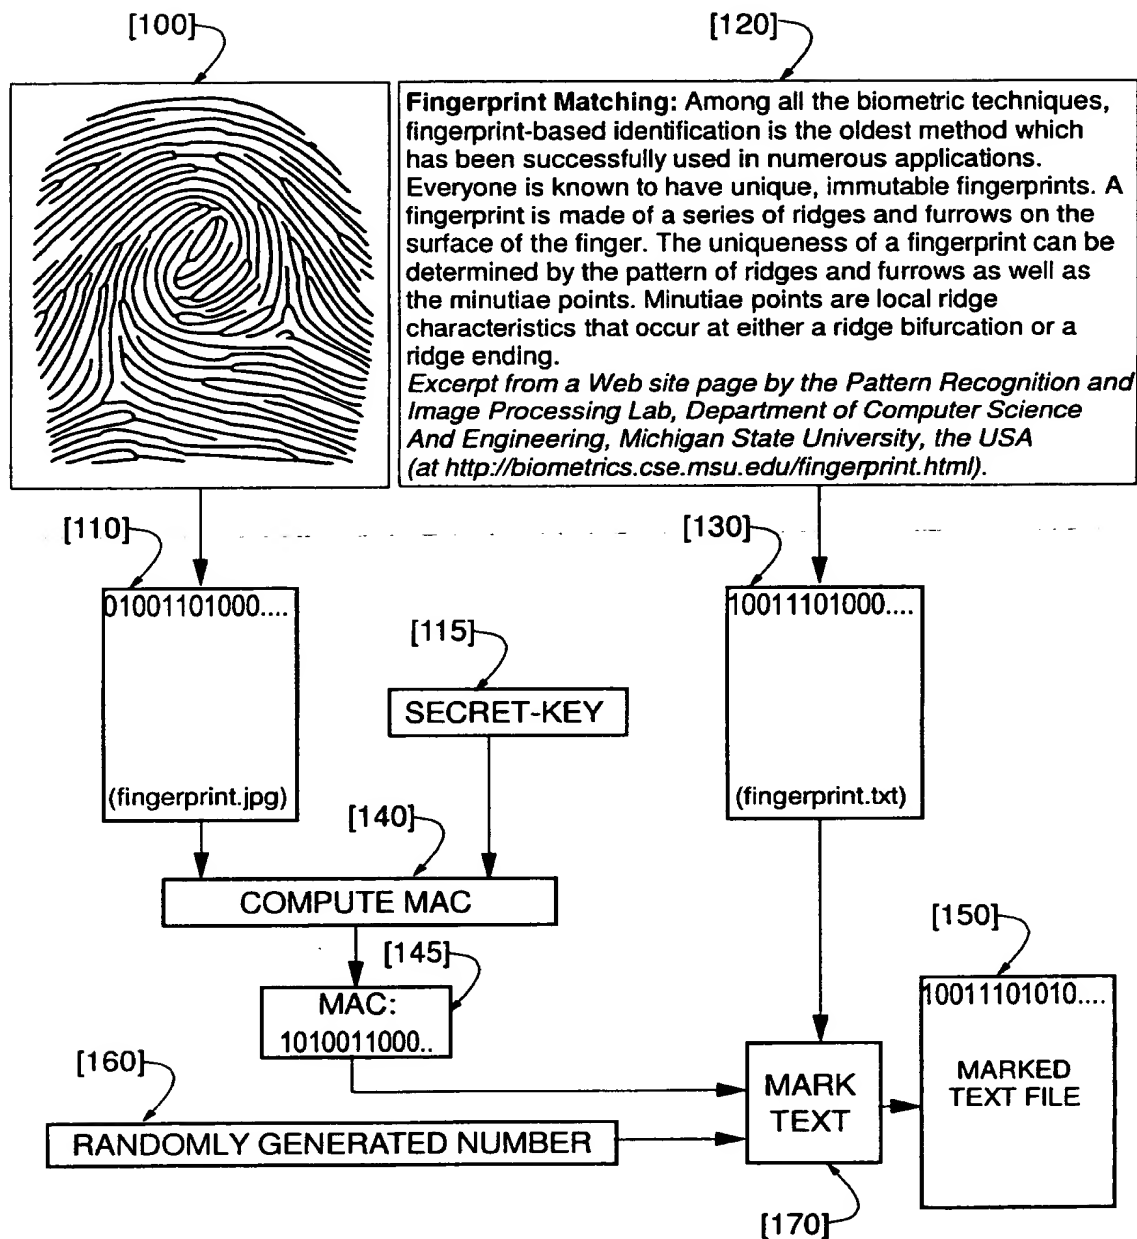 [100]
[120]
Fingerprint Matching: Among all the biometric techniques,
fingerprint-based identification is the oldest method which
has been successfully used in numerous applications.
Everyone is known to have unique, immutable fingerprints. A
fingerprint is made of a series of ridges and furrows on the
surface of the finger. The uniqueness of a fingerprint can be
determined by the pattern of ridges and furrows as well as
the minutiae points. Minutiae points are local ridge
characteristics that occur at either a ridge bifurcation or a
ridge ending.
Excerpt from a Web site page by the Pattern Recognition and
Image Processing Lab, Department of Computer Science
And Engineering, Michigan State University, the USA
(at http://biometrics.cse.msu.edu/fingerprint.html).
[110]
[130]
01001101000....
10011101000....
[115]
SECRET-KEY
(fingerprint.jpg)
(fingerprint.txt)
[140]
COMPUTE MAC
[145]
[150]
MAC:
1010011000..
10011101010....
MARKED
TEXT FILE
[160]
MARK
TEXT
RANDOMLY GENERATED NUMBER
[170]